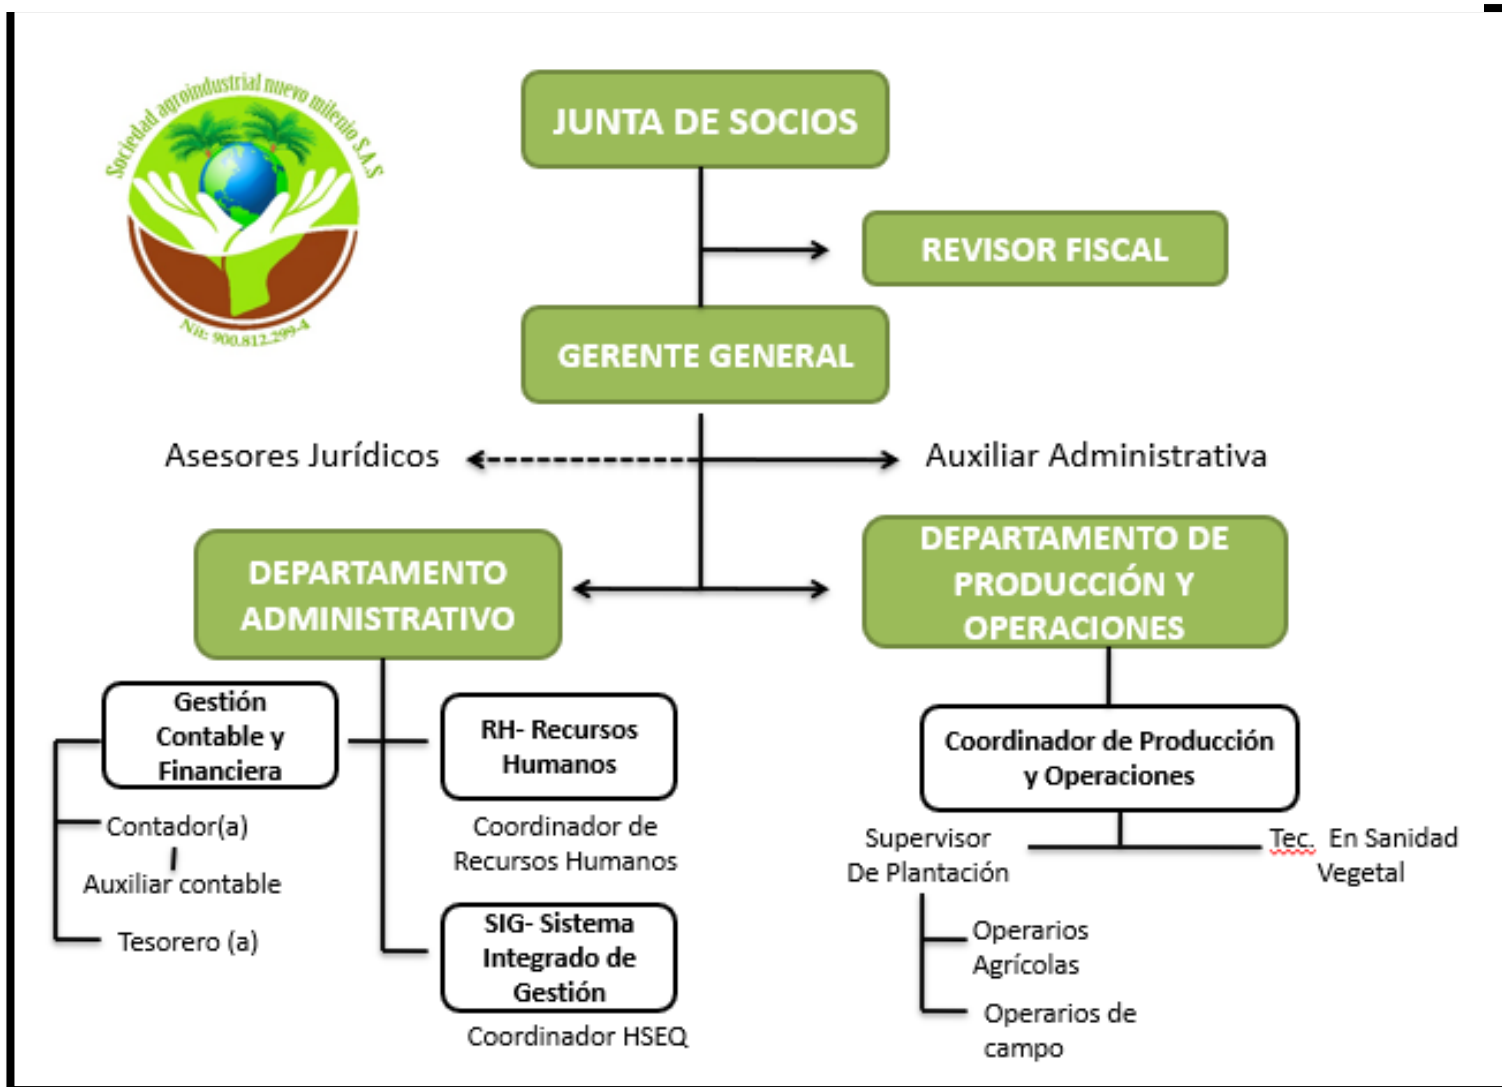 Sociedad agroindustrial nuevo milenio S.A.S
Nit: 900.812.299-4
JUNTA DE SOCIOS
REVISOR FISCAL
GERENTE GENERAL
Asesores Jurídicos
Auxiliar Administrativa
DEPARTAMENTO
ADMINISTRATIVO
DEPARTAMENTO DE
PRODUCCIÓN Y
OPERACIONES
Gestión
Contable y
Financiera
Contador(a)
Auxiliar contable
Tesorero (a)
RH- Recursos
Humanos
Coordinador de
Recursos Humanos
SIG- Sistema
Integrado de
Gestión
Coordinador HSEQ
Coordinador de Producción
y Operaciones
Supervisor
De Plantación
Tec. En Sanidad
Vegetal
Operarios
Agrícolas
Operarios de
campo